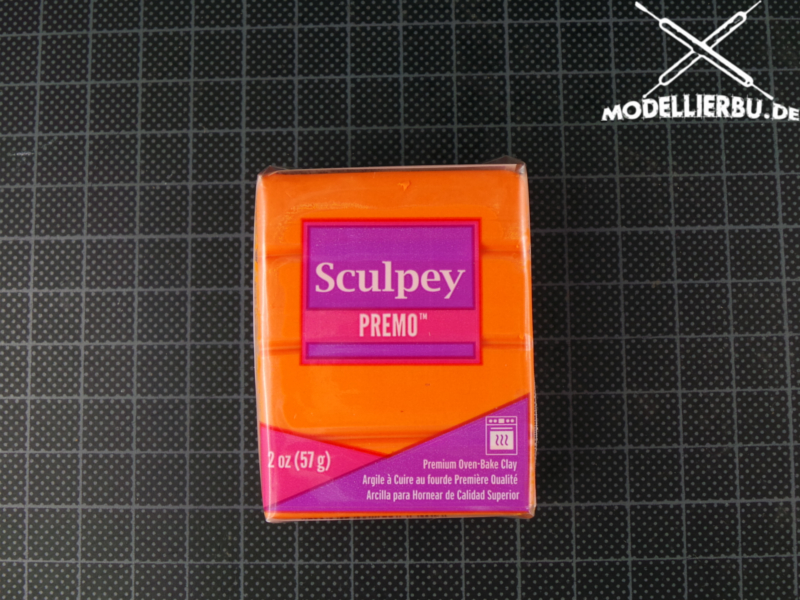 MODELLIERBU.DE
Sculpey
PREMO™
2 oz (57 g)
Premium Oven-Bake Clay
Argile à Cuire au fourde Première Qualité
Arcilla para Hornear de Calidad Superior